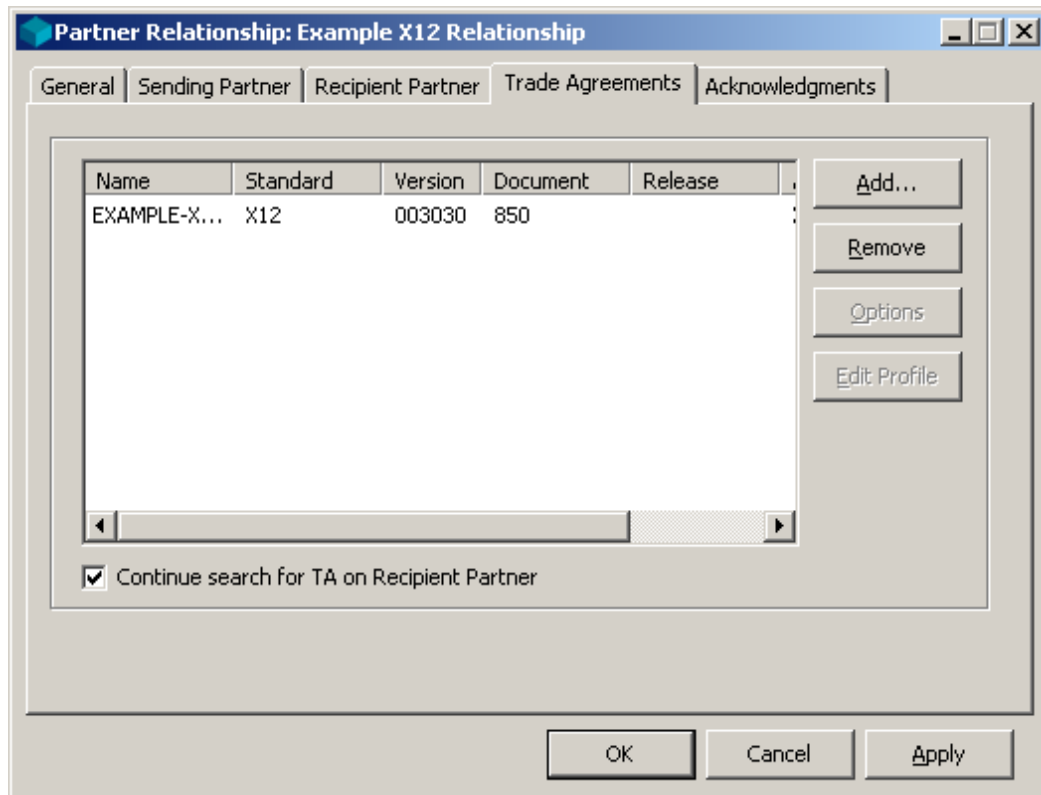 Partner Relationship: Example X12 Relationship
General Sending Partner Recipient Partner Trade Agreements Acknowledgments
Name Standard Version Document Release
EXAMPLE-X... X12 003030 850
Add...
Remove
Options
Edit Profile
Continue search for TA on Recipient Partner
OK Cancel Apply